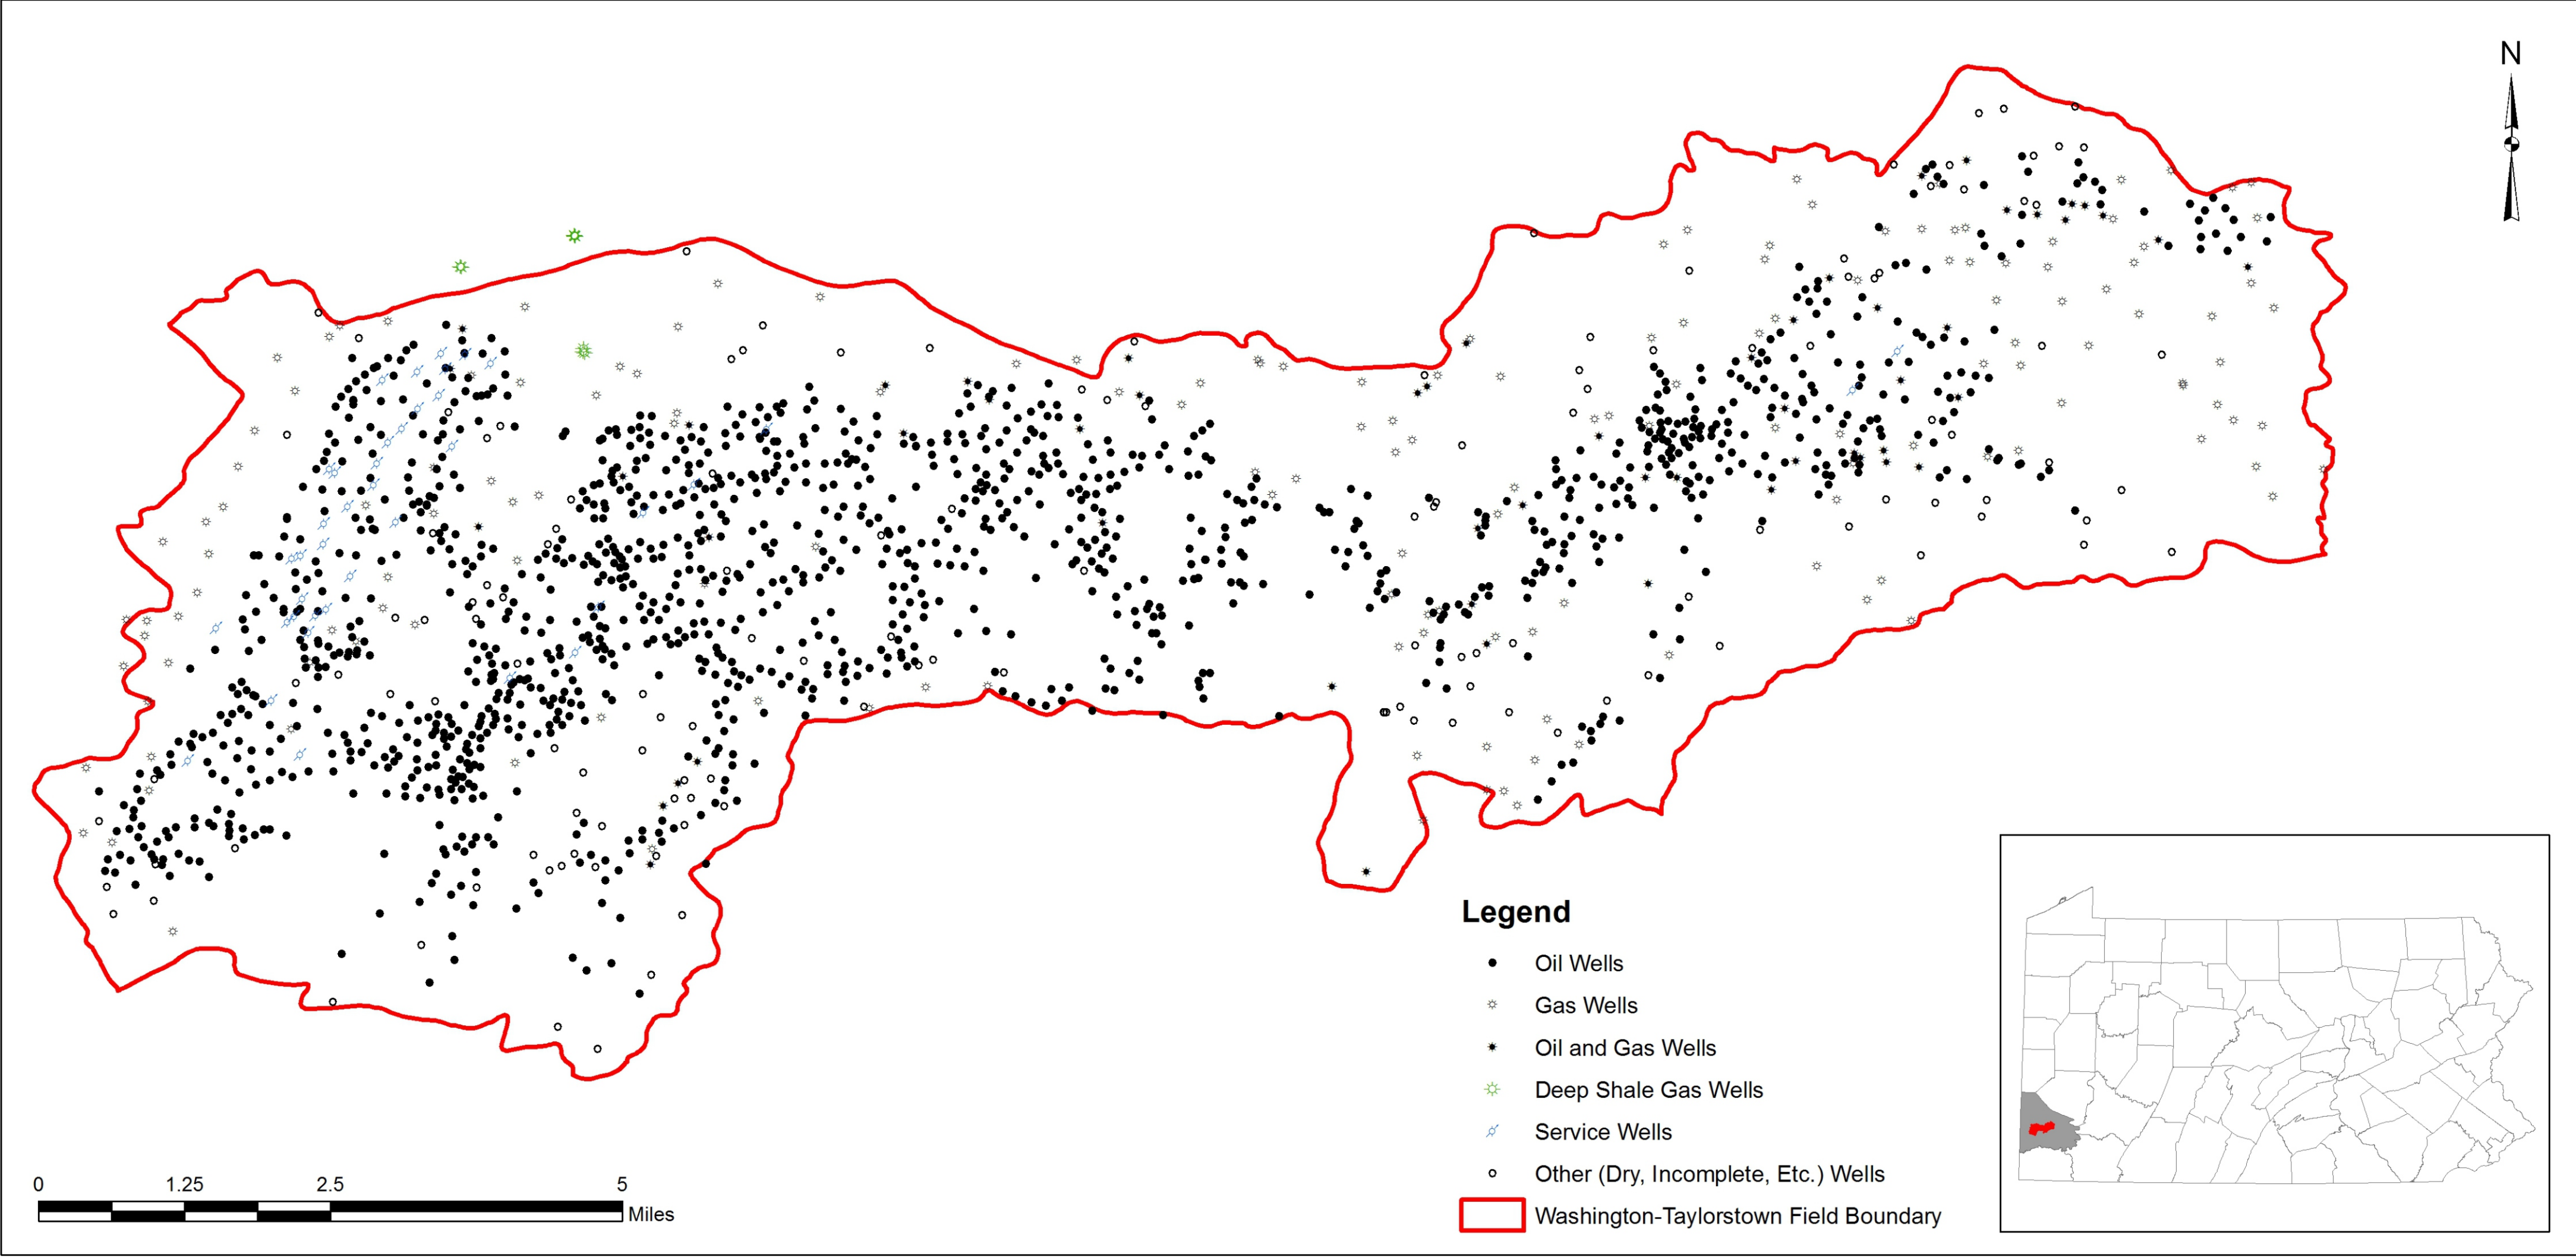 N
Legend
Oil Wells
Gas Wells
Oil and Gas Wells
Deep Shale Gas Wells
Service Wells
Other (Dry, Incomplete, Etc.) Wells
Washington-Taylorstown Field Boundary
0 1.25 2.5 5
Miles